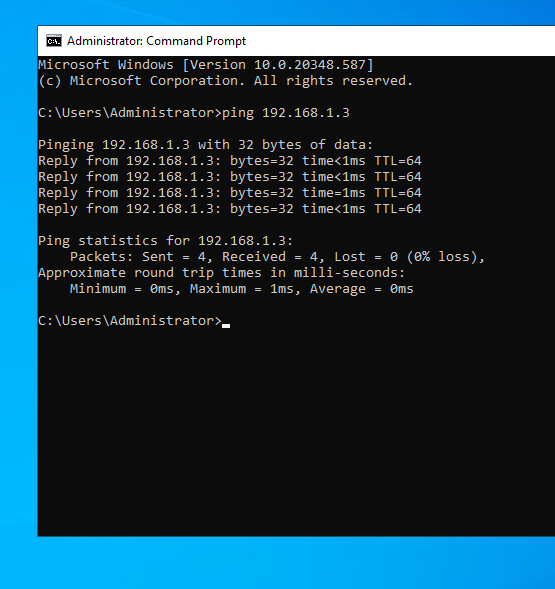 Administrator: Command Prompt
Microsoft Windows [Version 10.0.20348.587]
(c) Microsoft Corporation. All rights reserved.
C:\Users\Administrator>ping 192.168.1.3
Pinging 192.168.1.3 with 32 bytes of data:
Reply from 192.168.1.3: bytes=32 time<1ms TTL=64
Reply from 192.168.1.3: bytes=32 time<1ms TTL=64
Reply from 192.168.1.3: bytes=32 time=1ms TTL=64
Reply from 192.168.1.3: bytes=32 time<1ms TTL=64
Ping statistics for 192.168.1.3:
    Packets: Sent = 4, Received = 4, Lost = 0 (0% loss),
Approximate round trip times in milli-seconds:
    Minimum = 0ms, Maximum = 1ms, Average = 0ms
C:\Users\Administrator>